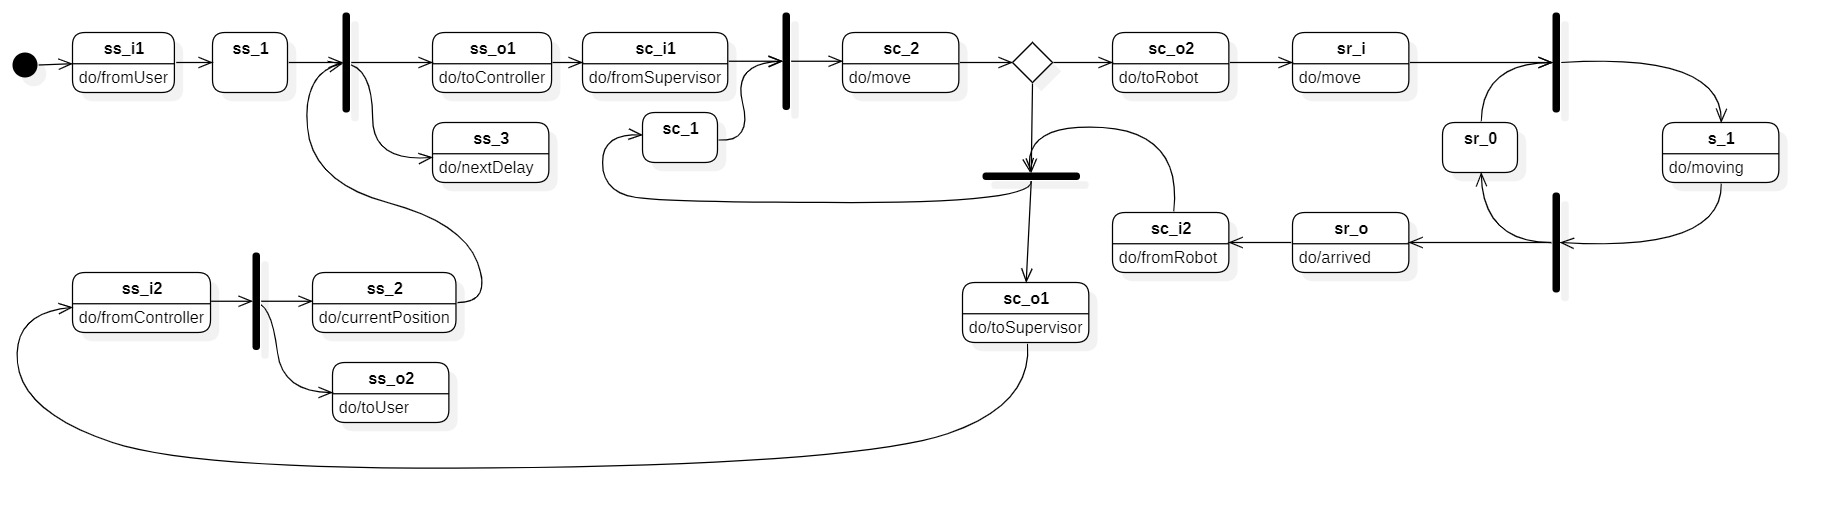 ss_i1
do/fromUser
ss_1
ss_o1
do/toController
sc_i1
do/fromSupervisor
sc_2
do/move
sc_o2
do/toRobot
sr_i
do/move
ss_3
do/nextDelay
sc_1
sr_0
s_1
do/moving
sc_i2
do/fromRobot
sr_o
do/arrived
ss_i2
do/fromController
ss_2
do/currentPosition
sc_o1
do/toSupervisor
ss_o2
do/toUser